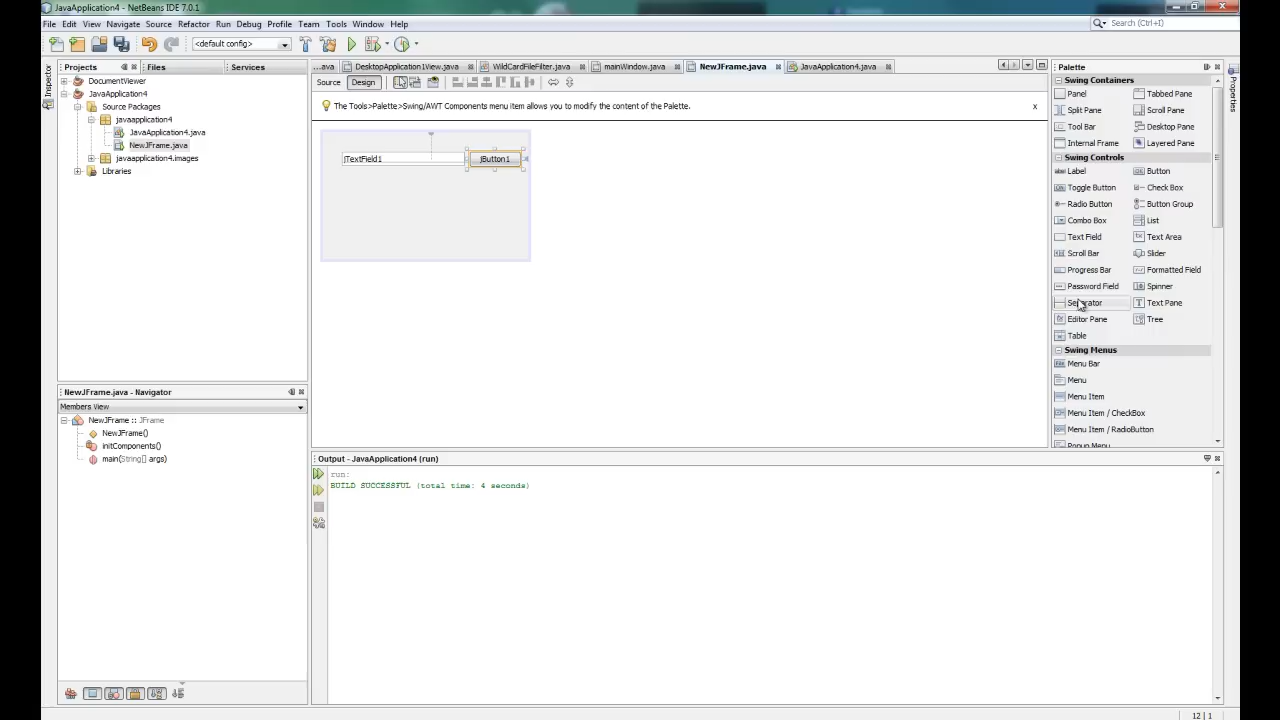 JavaApplication4 - NetBeans IDE 7.0.1
File Edit View Navigate Source Refactor Run Debug Profile Team Tools Window Help
Search (Ctrl+I)
<default config>
Projects Files Services
...ava DesktopApplication1View.java WildCardFileFilter.java mainWindow.java NewJFrame.java JavaApplication4.java
Palette
Inspector
Properties
Source Design
The Tools>Palette>Swing/AWT Components menu item allows you to modify the content of the Palette.
x
DocumentViewer
JavaApplication4
Source Packages
javaapplication4
JavaApplication4.java
NewJFrame.java
javaapplication4.images
Libraries
jTextField1
jButton1
Swing Containers
Panel Tabbed Pane
Split Pane Scroll Pane
Tool Bar Desktop Pane
Internal Frame Layered Pane
Swing Controls
label Label Button
Toggle Button Check Box
Radio Button Button Group
Combo Box List
Text Field Text Area
Scroll Bar Slider
Progress Bar Formatted Field
Password Field Spinner
Separator Text Pane
Editor Pane Tree
Table
Swing Menus
Menu Bar
Menu
Menu Item
Menu Item / CheckBox
Menu Item / RadioButton
Popup Menu
NewJFrame.java - Navigator
Members View
NewJFrame :: JFrame
NewJFrame()
initComponents()
main(String[] args)
Output - JavaApplication4 (run)
run:
BUILD SUCCESSFUL (total time: 4 seconds)
12 | 1